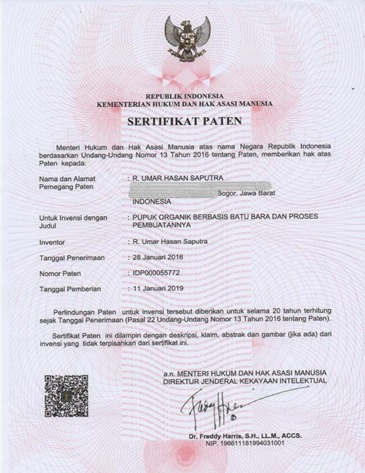 REPUBLIK INDONESIA
KEMENTERIAN HUKUM DAN HAK ASASI MANUSIA
SERTIFIKAT PATEN
Menteri Hukum dan Hak Asasi Manusia atas nama Negara Republik Indonesia
berdasarkan Undang-Undang Nomor 13 Tahun 2016 tentang Paten, memberikan hak atas
Paten kepada:
Nama dan Alamat : R. UMAR HASAN SAPUTRA
Pemegang Paten Bogor, Jawa Barat
INDONESIA
Untuk Invensi dengan : PUPUK ORGANIK BERBASIS BATU BARA DAN PROSES
Judul PEMBUATANNYA
Inventor : R. Umar Hasan Saputra
Tanggal Penerimaan : 28 Januari 2016
Nomor Paten : IDP000055772
Tanggal Pemberian : 11 Januari 2019
Perlindungan Paten untuk invensi tersebut diberikan untuk selama 20 tahun terhitung
sejak Tanggal Penerimaan (Pasal 22 Undang-Undang Nomor 13 Tahun 2016 tentang Paten).
Sertifikat Paten ini dilampiri dengan deskripsi, klaim, abstrak dan gambar (jika ada) dari
invensi yang tidak terpisahkan dari sertifikat ini.
a.n. MENTERI HUKUM DAN HAK ASASI MANUSIA
DIREKTUR JENDERAL KEKAYAAN INTELEKTUAL
Dr. Freddy Harris, S.H., LL.M., ACCS.
NIP. 196611181994031001